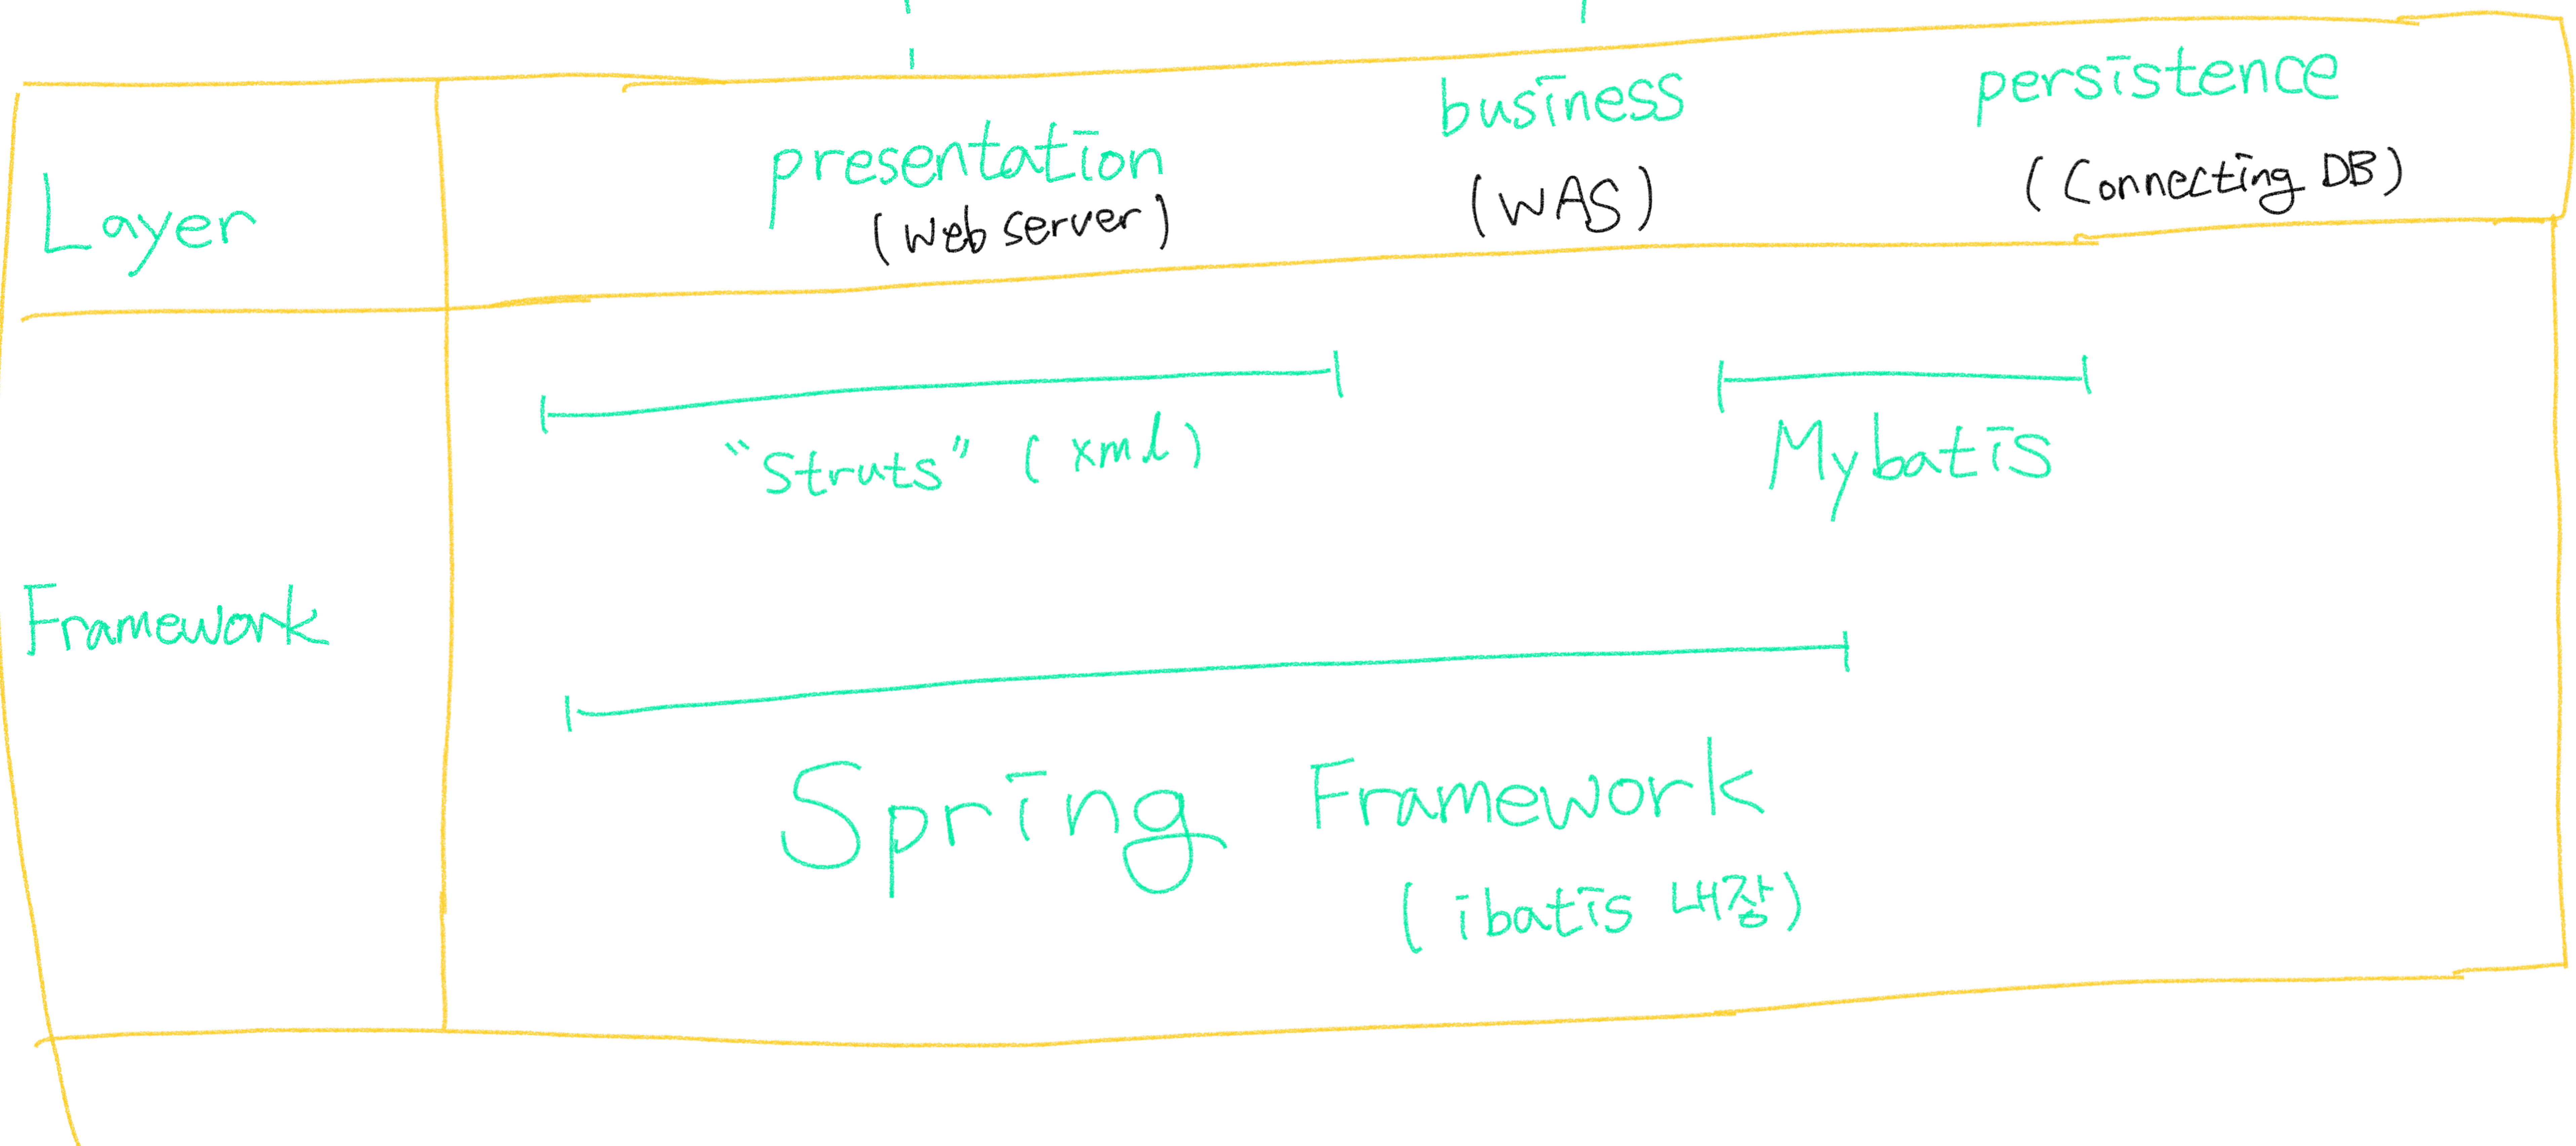 Layer
presentation
(Web server)
business
(WAS)
persistence
(Connecting DB)
Framework
"Struts" (xml)
Mybatis
Spring Framework
(ibatis 내장)